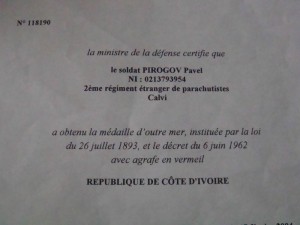 N° 118190
la ministre de la défense certifie que
le soldat PIROGOV Pavel
NI : 0213793954
2ème régiment étranger de parachutistes
Calvi
a obtenu la médaille d'outre mer, instituée par la loi
du 26 juillet 1893, et le décret du 6 juin 1962
avec agrafe en vermeil
REPUBLIQUE DE CÔTE D'IVOIRE